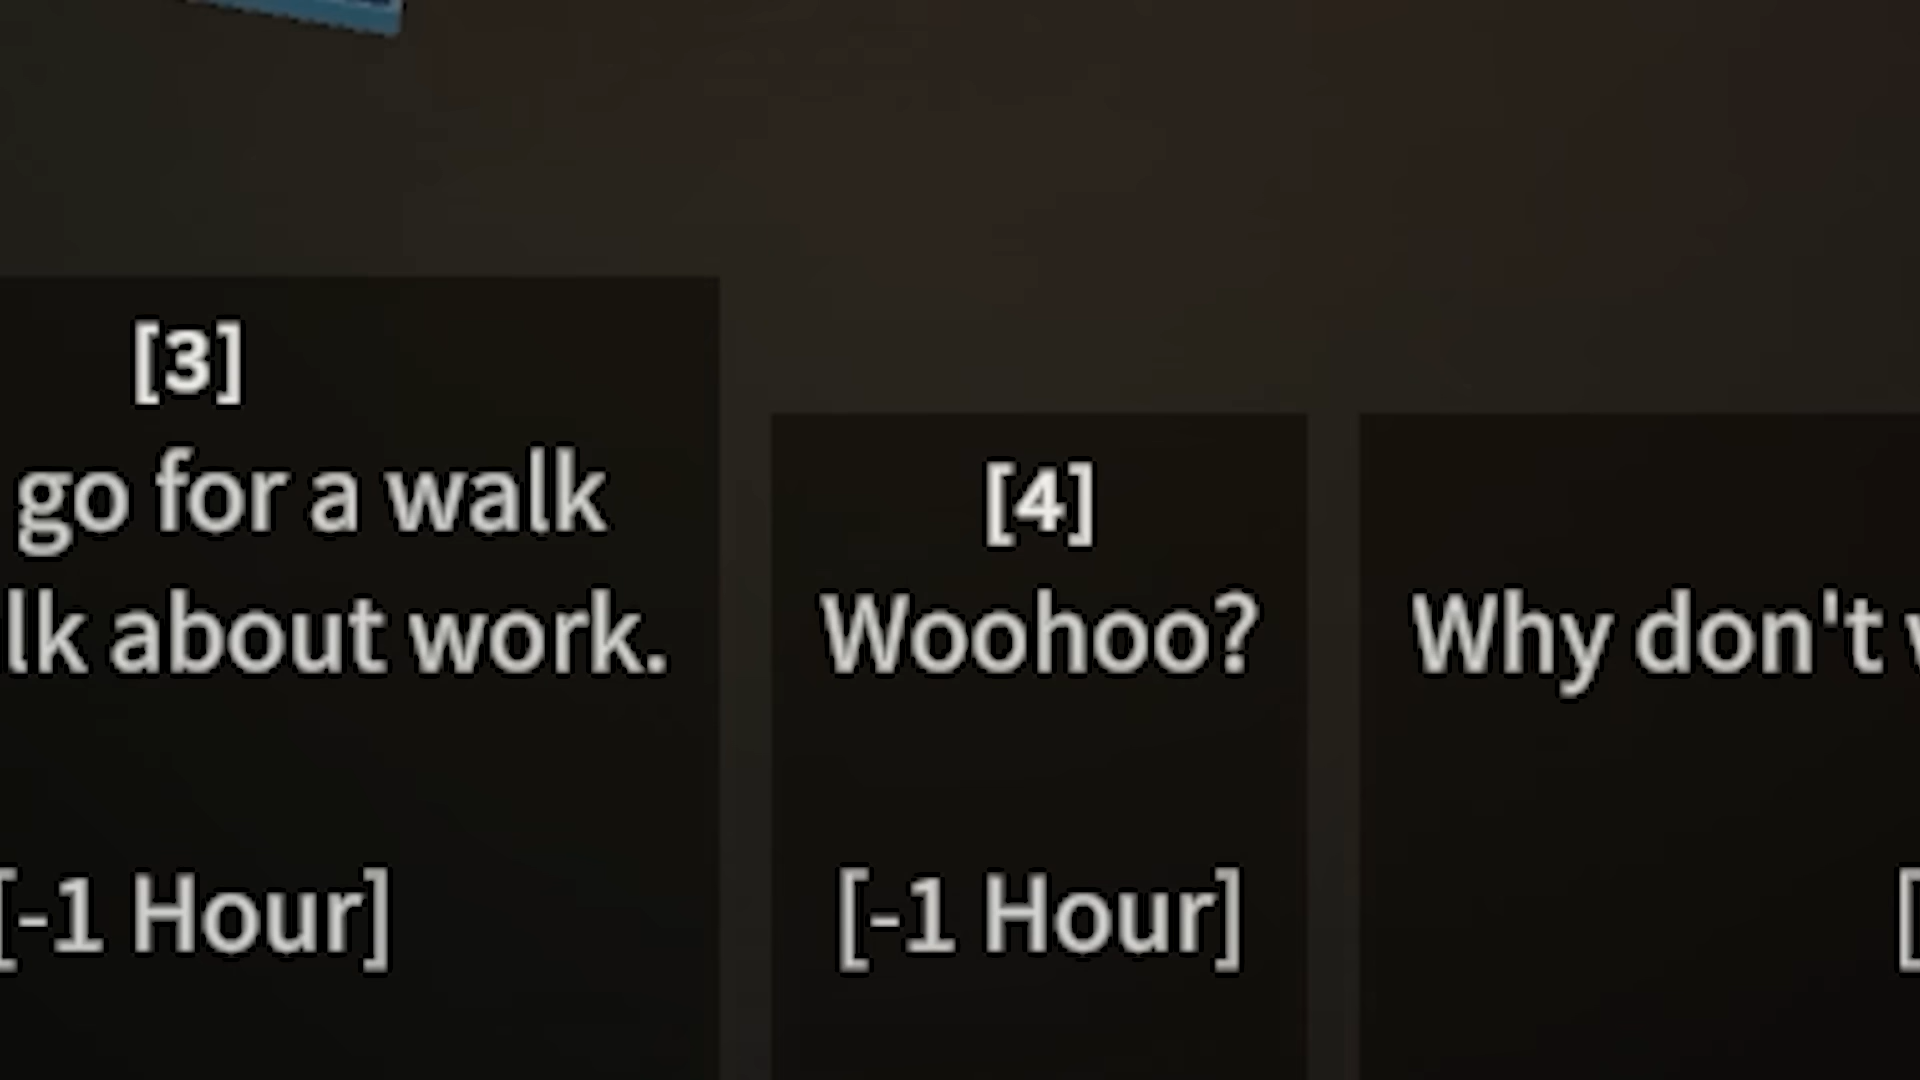 [3]
go for a walk
lk about work.
[-1 Hour]
[4]
Woohoo?
[-1 Hour]
Why don't
[